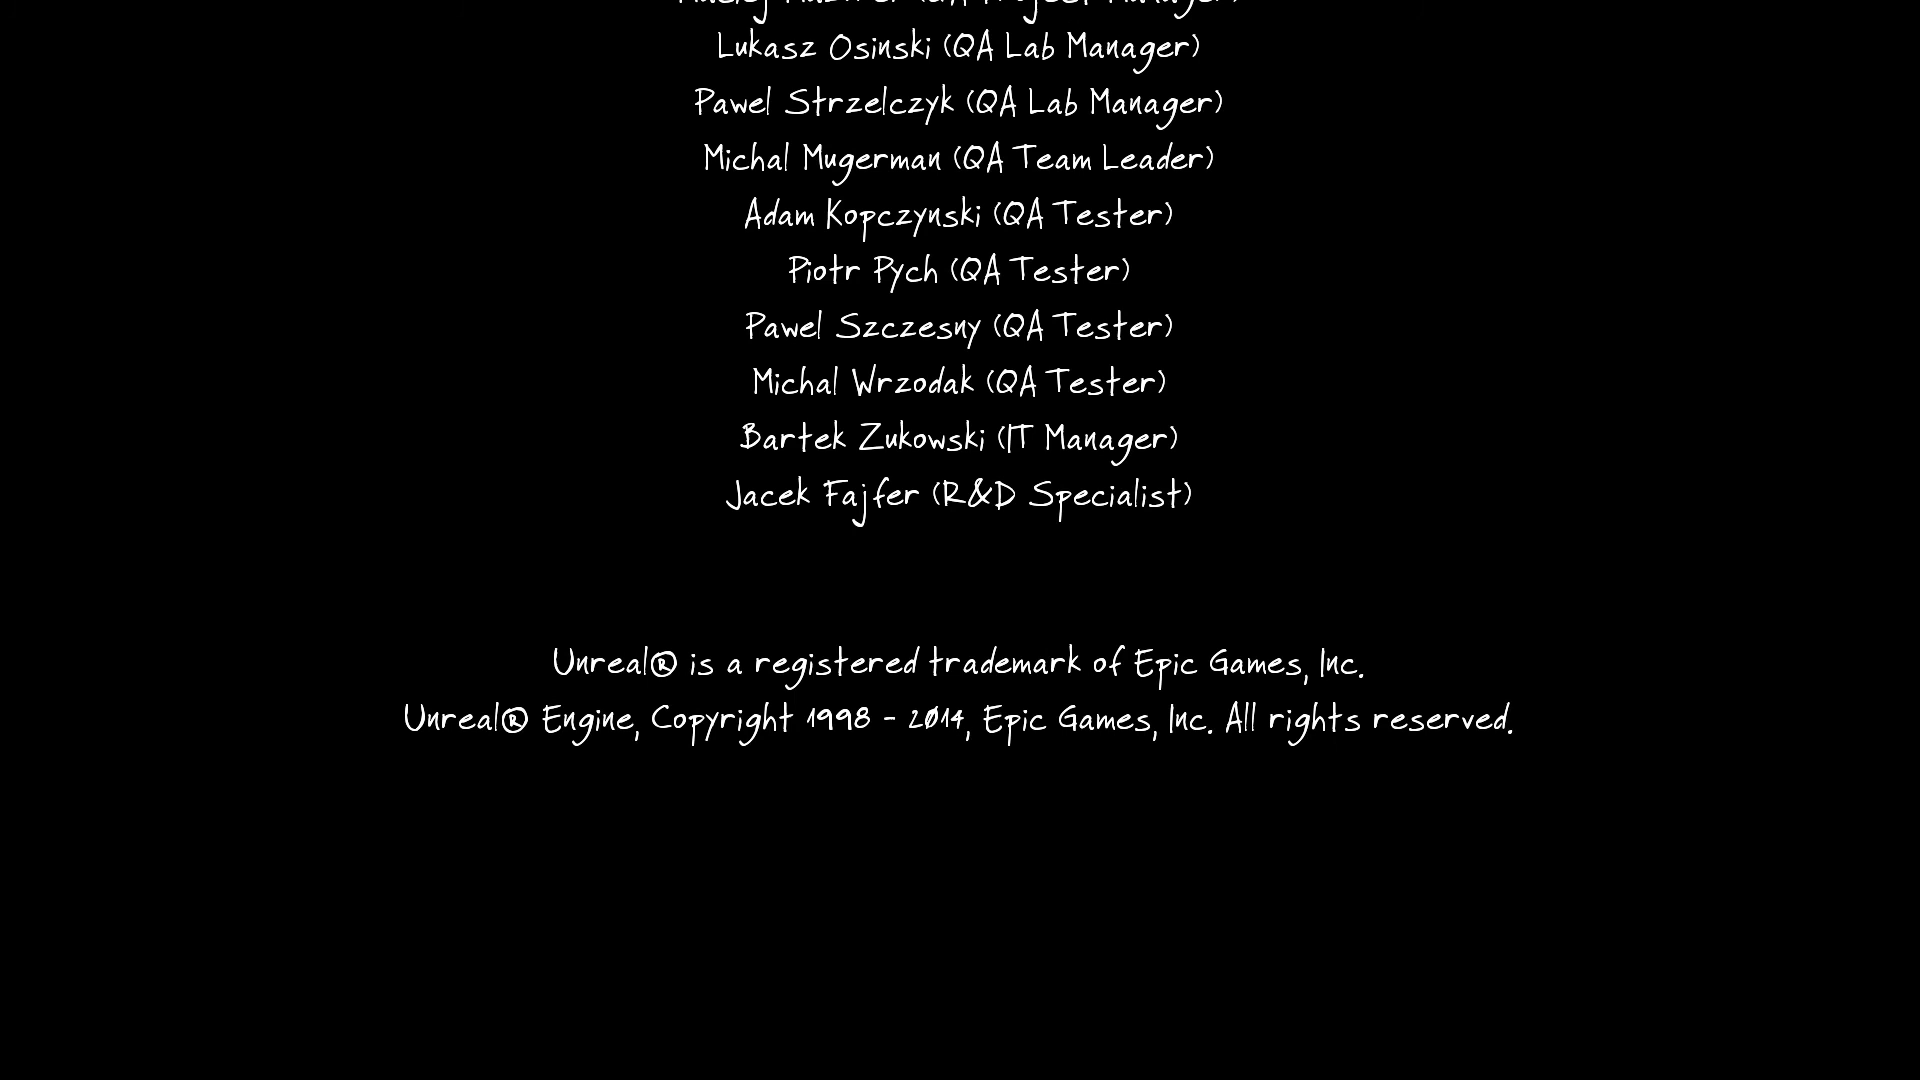 Lukasz Osinski (QA Lab Manager)
Pawel Strzelczyk (QA Lab Manager)
Michal Mugerman (QA Team Leader)
Adam Kopczynski (QA Tester)
Piotr Pych (QA Tester)
Pawel Szczesny (QA Tester)
Michal Wrzodak (QA Tester)
Bartek Zukowski (IT Manager)
Jacek Fajfer (R&D Specialist)
Unreal® is a registered trademark of Epic Games, Inc.
Unreal® Engine, Copyright 1998 - 2014, Epic Games, Inc. All rights reserved.